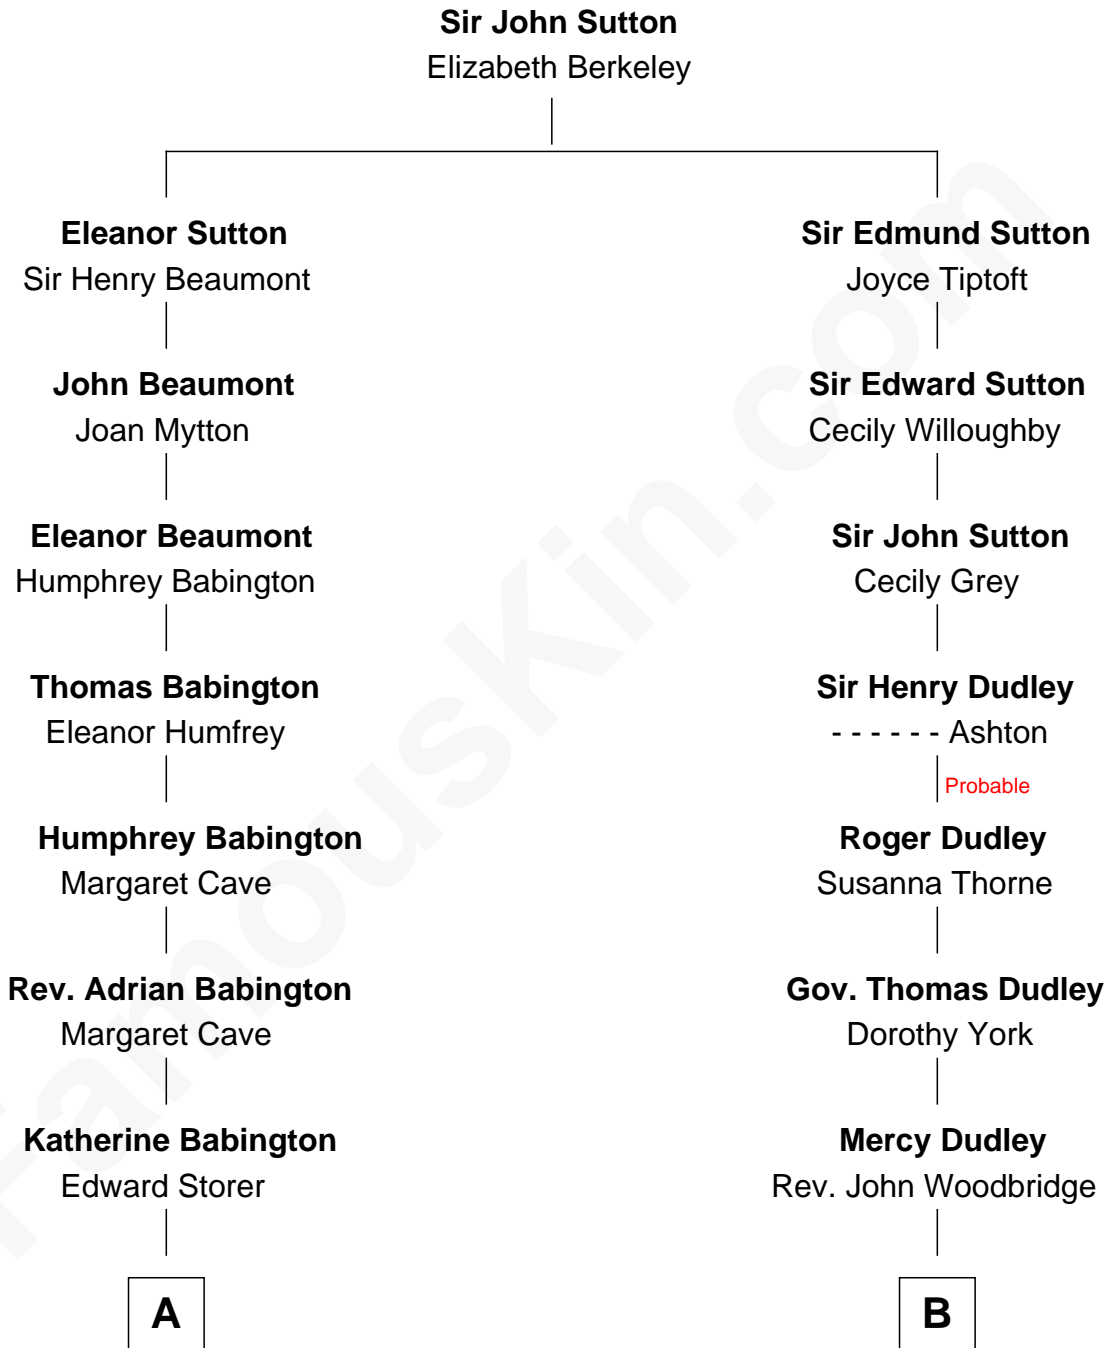 Sir John Sutton
Elizabeth Berkeley
Eleanor Sutton
Sir Henry Beaumont
John Beaumont
Joan Mytton
Eleanor Beaumont
Humphrey Babington
Thomas Babington
Eleanor Humfrey
Humphrey Babington
Margaret Cave
Rev. Adrian Babington
Margaret Cave
Katherine Babington
Edward Storer
A
Sir Edmund Sutton
Joyce Tiptoft
Sir Edward Sutton
Cecily Willoughby
Sir John Sutton
Cecily Grey
Sir Henry Dudley
- - - - - - Ashton
Probable
Roger Dudley
Susanna Thorne
Gov. Thomas Dudley
Dorothy York
Mercy Dudley
Rev. John Woodbridge
B
FamousKin.com